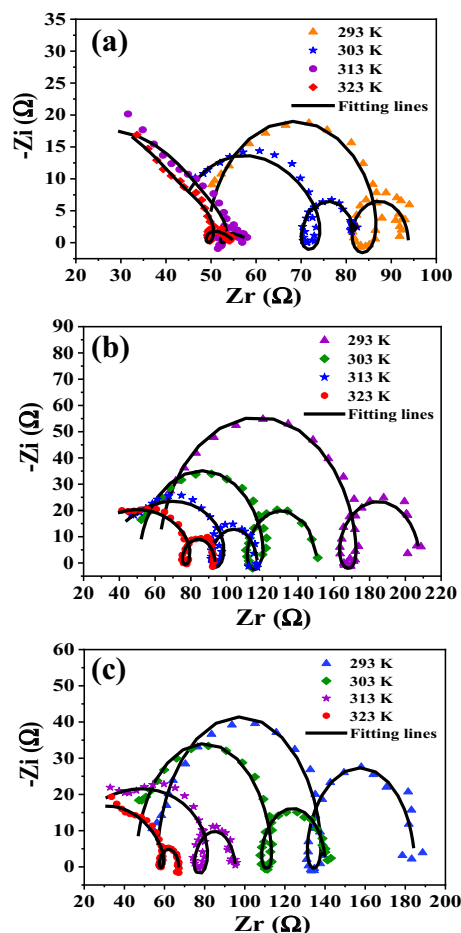 (a)
293 K
303 K
313 K
323 K
Fitting lines
-Zi (Ω)
35
30
25
20
15
10
5
0
20 30 40 50 60 70 80 90 100
Zr (Ω)
(b)
293 K
303 K
313 K
323 K
Fitting lines
-Zi (Ω)
90
80
70
60
50
40
30
20
10
0
20 40 60 80 100 120 140 160 180 200 220
Zr (Ω)
(c)
293 K
303 K
313 K
323 K
Fitting lines
-Zi (Ω)
60
50
40
30
20
10
0
20 40 60 80 100 120 140 160 180 200
Zr (Ω)